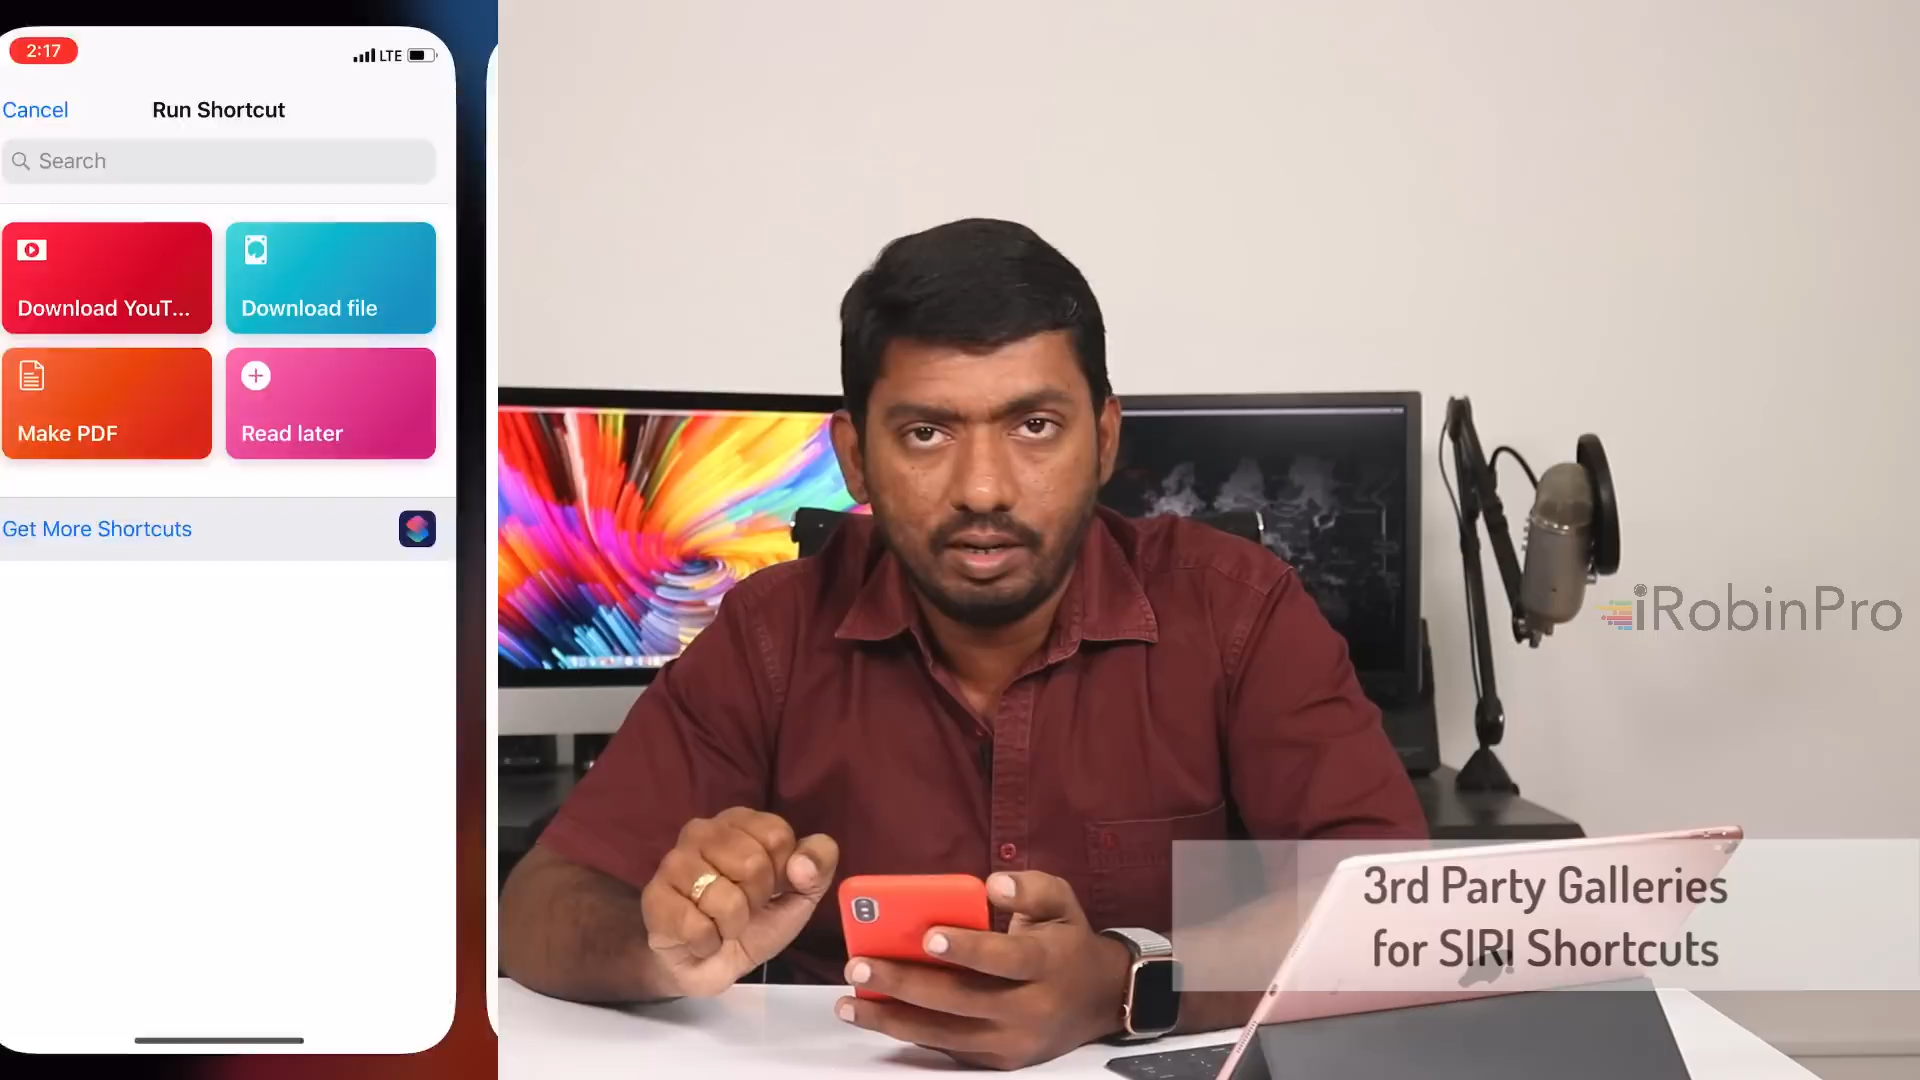 2:17
LTE
Cancel
Run Shortcut
Search
Download YouT...
Download file
Make PDF
Read later
Get More Shortcuts
iRobinPro
3rd Party Galleries
for SIRI Shortcuts